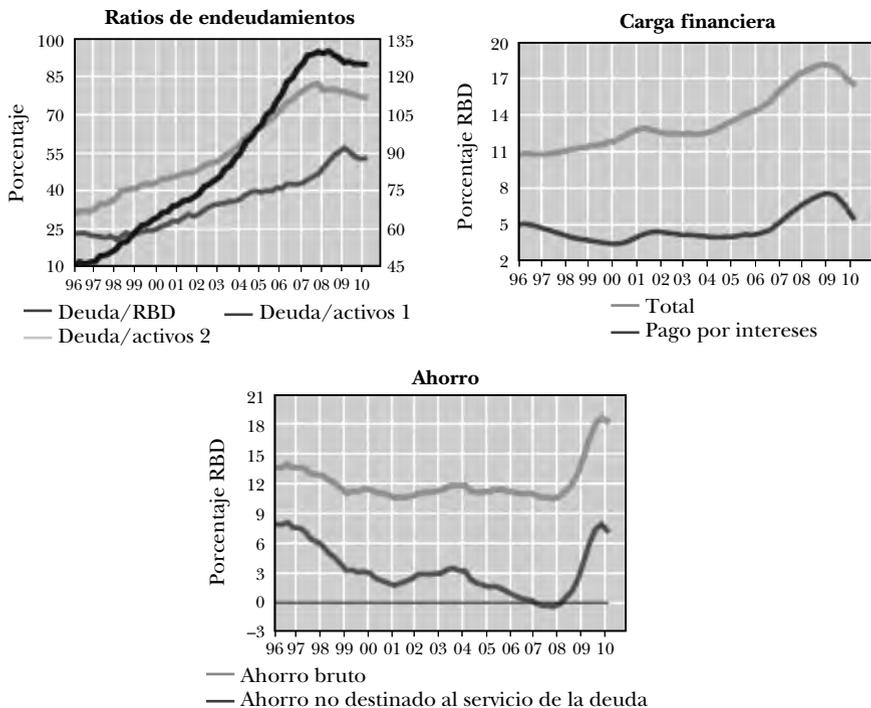 Ratios de endeudamientos
Porcentaje
100
85
70
55
40
25
10
135
120
105
90
75
60
45
96 97 98 99 00 01 02 03 04 05 06 07 08 09 10
Deuda/RBD
Deuda/activos 1
Deuda/activos 2
Carga financiera
Porcentaje RBD
20
17
14
11
8
5
2
96 97 98 99 00 01 02 03 04 05 06 07 08 09 10
Total
Pago por intereses
Ahorro
Porcentaje RBD
21
18
15
12
9
6
3
0
–3
96 97 98 99 00 01 02 03 04 05 06 07 08 09 10
Ahorro bruto
Ahorro no destinado al servicio de la deuda